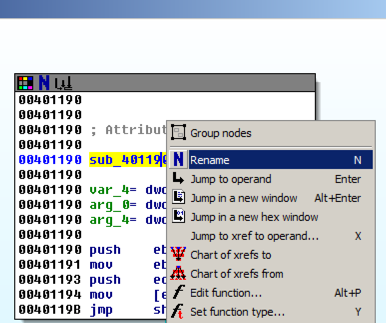 00401190
00401190
00401190 ; Attribut
00401190
00401190 sub_40119
00401190
00401190 var_4= dwo
00401190 arg_0= dwo
00401190 arg_4= dwo
00401190
00401190 push eb
00401191 mov eb
00401193 push ec
00401194 mov [e
0040119B jmp sh
Group nodes
Rename N
Jump to operand Enter
Jump in a new window Alt+Enter
Jump in a new hex window
Jump to xref to operand... X
Chart of xrefs to
Chart of xrefs from
Edit function... Alt+P
Set function type... Y